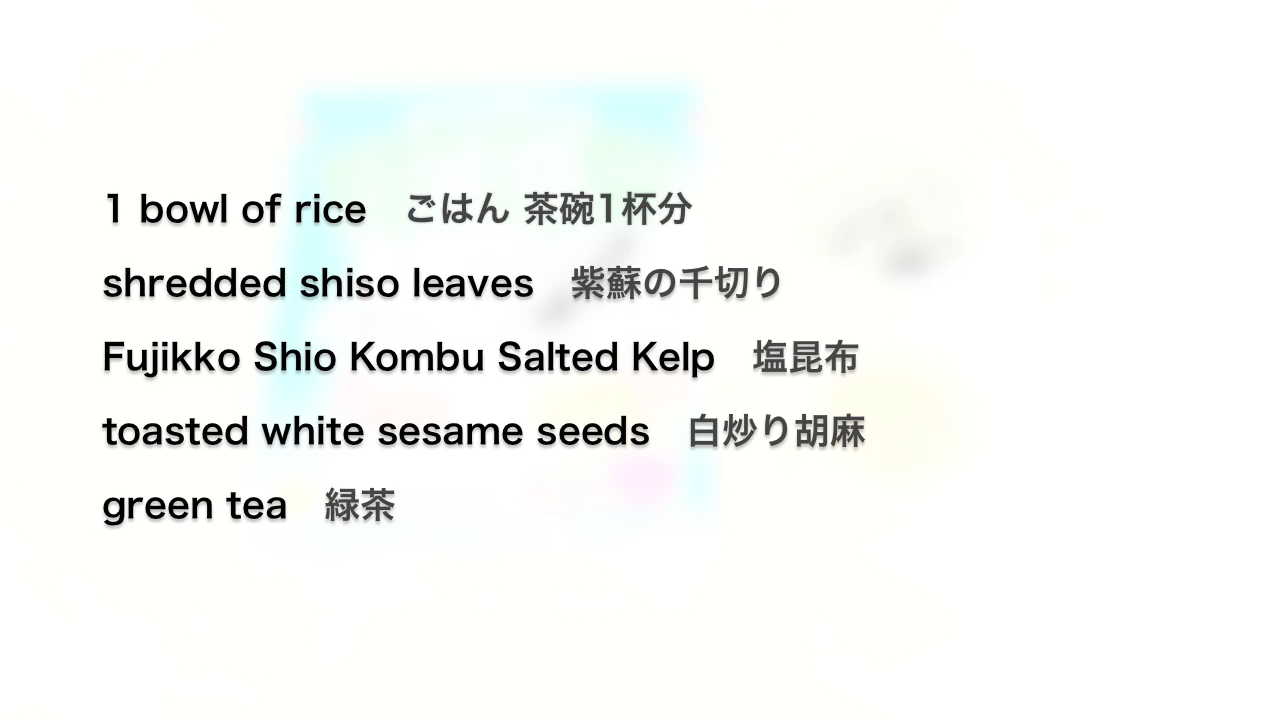 1 bowl of rice　ごはん 茶碗1杯分
shredded shiso leaves　紫蘇の千切り
Fujikko Shio Kombu Salted Kelp　塩昆布
toasted white sesame seeds　白炒り胡麻
green tea　緑茶